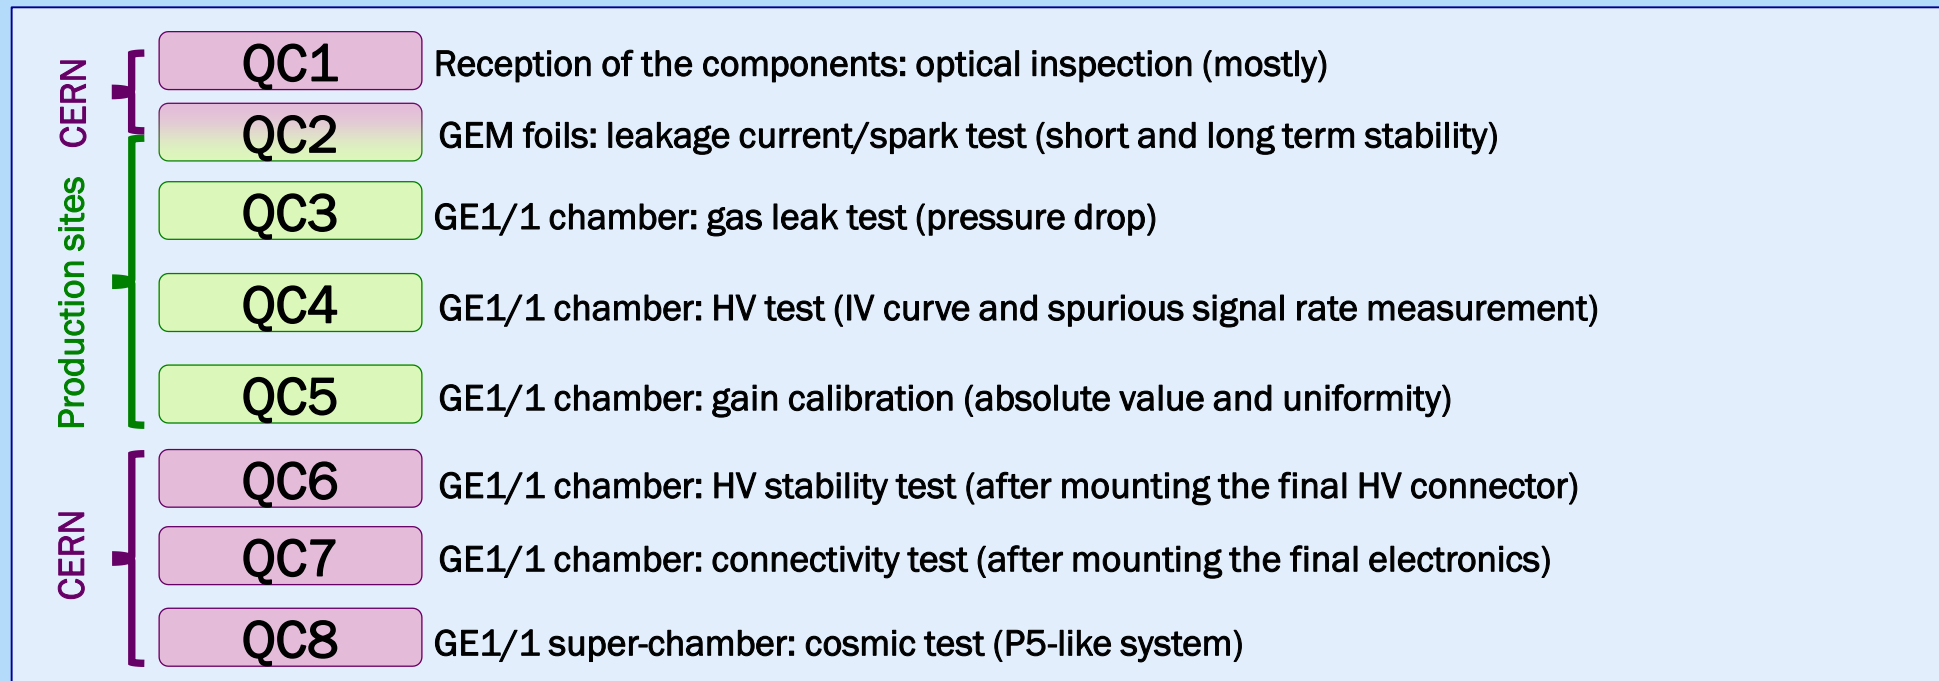 CERN
QC1 Reception of the components: optical inspection (mostly)
QC2 GEM foils: leakage current/spark test (short and long term stability)
Production sites
QC3 GE1/1 chamber: gas leak test (pressure drop)
QC4 GE1/1 chamber: HV test (IV curve and spurious signal rate measurement)
QC5 GE1/1 chamber: gain calibration (absolute value and uniformity)
CERN
QC6 GE1/1 chamber: HV stability test (after mounting the final HV connector)
QC7 GE1/1 chamber: connectivity test (after mounting the final electronics)
QC8 GE1/1 super-chamber: cosmic test (P5-like system)